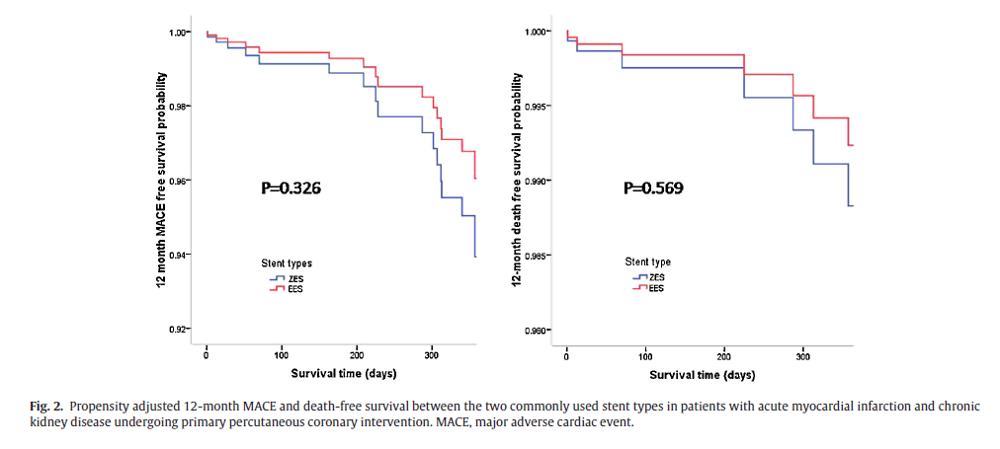 12 month MACE free survival probability
1.00
0.98
0.96
0.94
0.92
P=0.326
Stent types
ZES
EES
0
100
200
300
Survival time (days)
12-month death free survival probability
1.000
0.995
0.990
0.985
0.980
P=0.569
Stent type
ZES
EES
0
100
200
300
Survival time (days)
Fig. 2. Propensity adjusted 12-month MACE and death-free survival between the two commonly used stent types in patients with acute myocardial infarction and chronic
kidney disease undergoing primary percutaneous coronary intervention. MACE, major adverse cardiac event.